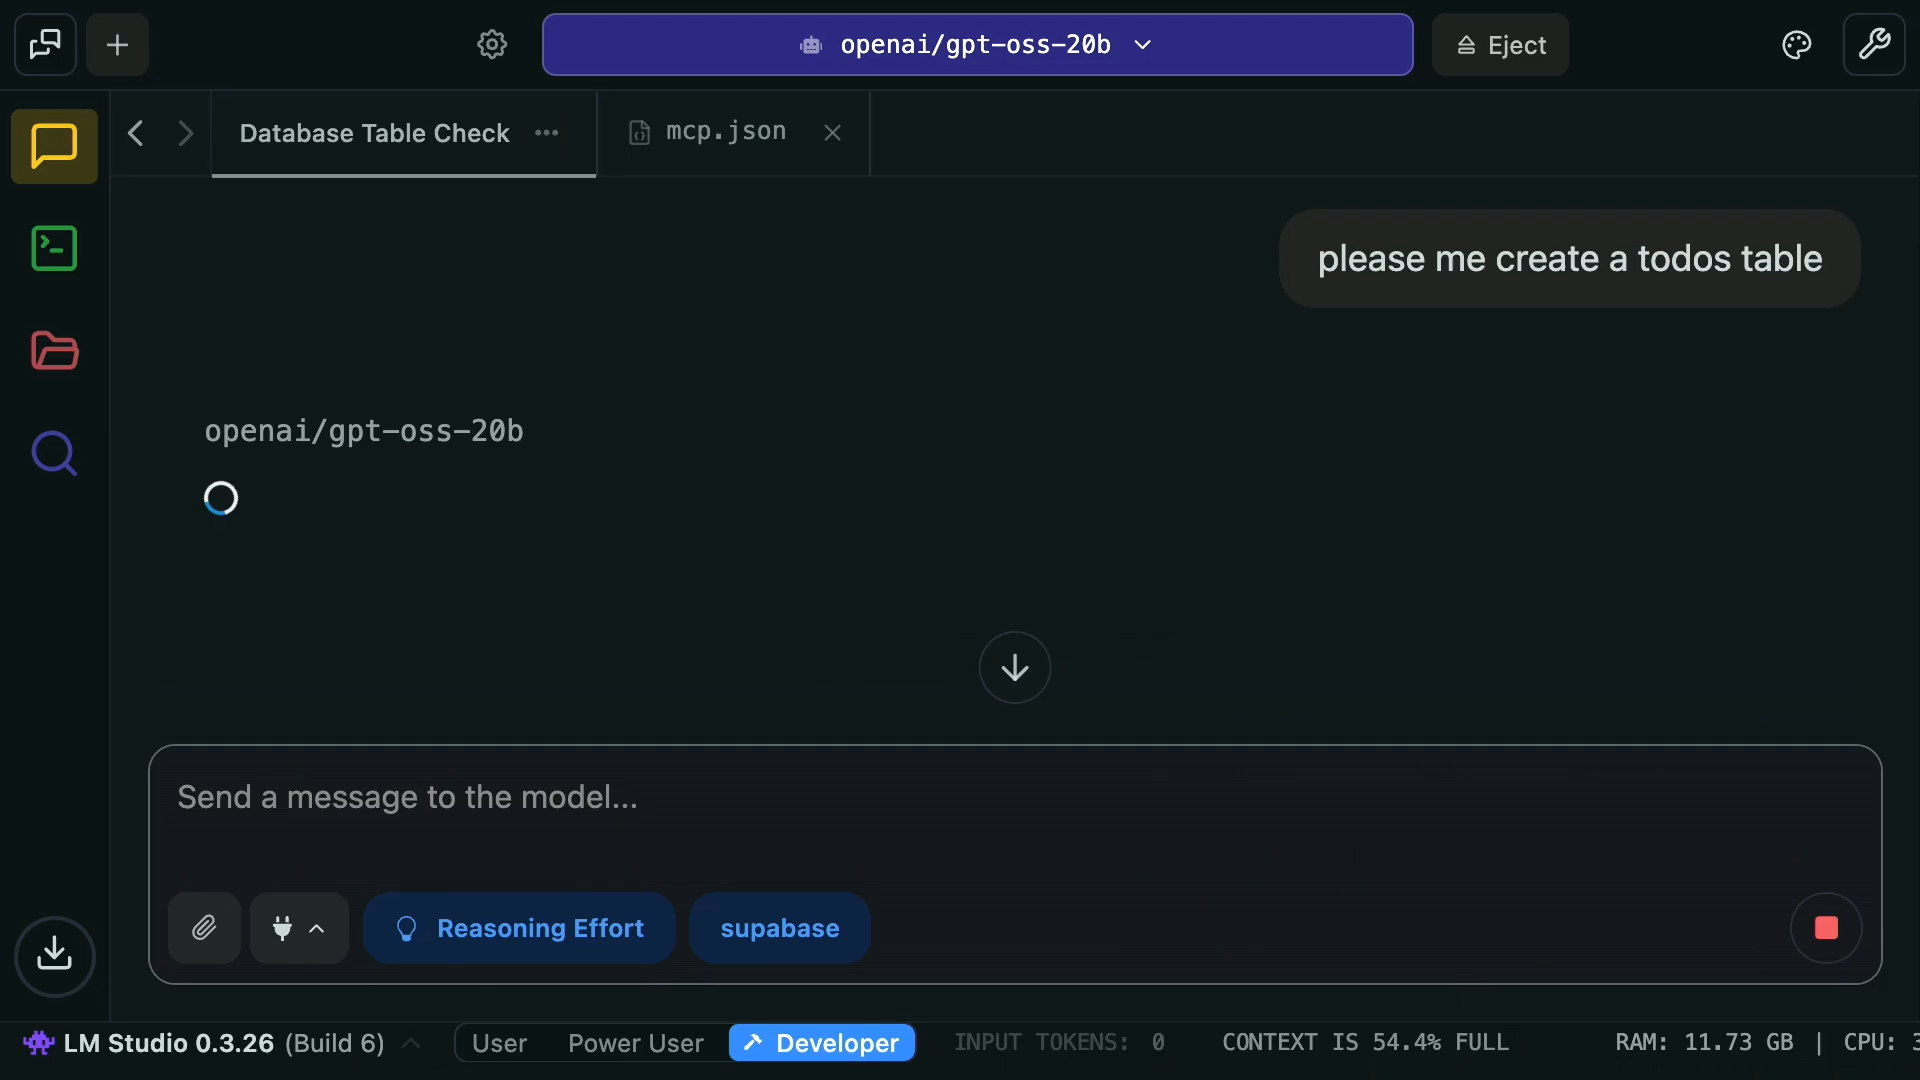 openai/gpt-oss-20b
Eject
Database Table Check
mcp.json
please me create a todos table
openai/gpt-oss-20b
Send a message to the model...
Reasoning Effort
supabase
LM Studio 0.3.26 (Build 6)
User
Power User
Developer
INPUT TOKENS: 0
CONTEXT IS 54.4% FULL
RAM: 11.73 GB | CPU: